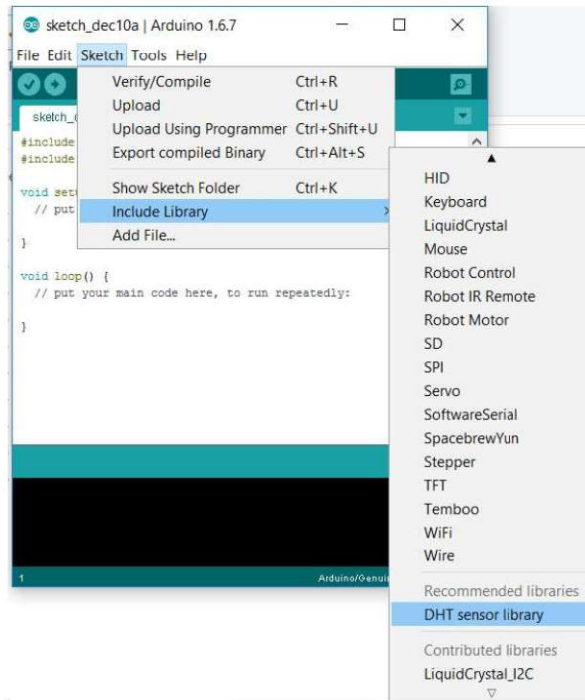 sketch_dec10a | Arduino 1.6.7
File Edit Sketch Tools Help
sketch_
Verify/Compile Ctrl+R
Upload Ctrl+U
Upload Using Programmer Ctrl+Shift+U
Export compiled Binary Ctrl+Alt+S
Show Sketch Folder Ctrl+K
Include Library
Add File...
#include
#include
void
// put
}
void loop() {
// put your main code here, to run repeatedly:
}
1
HID
Keyboard
LiquidCrystal
Mouse
Robot Control
Robot IR Remote
Robot Motor
SD
SPI
Servo
SoftwareSerial
SpacebrewYun
Stepper
TFT
Temboo
WiFi
Wire
Recommended libraries
DHT sensor library
Contributed libraries
LiquidCrystal_I2C